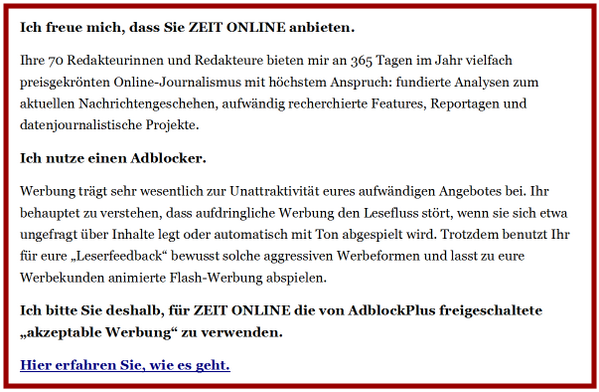 Ich freue mich, dass Sie ZEIT ONLINE anbieten.
Ihre 70 Redakteurinnen und Redakteure bieten mir an 365 Tagen im Jahr vielfach
preisgekrönten Online-Journalismus mit höchstem Anspruch: fundierte Analysen zum
aktuellen Nachrichtengeschehen, aufwändig recherchierte Features, Reportagen und
datenjournalistische Projekte.
Ich nutze einen Adblocker.
Werbung trägt sehr wesentlich zur Unattraktivität eures aufwändigen Angebotes bei. Ihr
behauptet zu verstehen, dass aufdringliche Werbung den Lesefluss stört, wenn sie sich etwa
ungefragt über Inhalte legt oder automatisch mit Ton abgespielt wird. Trotzdem benutzt Ihr
für eure „Leserfeedback“ bewusst solche aggressiven Werbeformen und lasst zu eure
Werbekunden animierte Flash-Werbung abspielen.
Ich bitte Sie deshalb, für ZEIT ONLINE die von AdblockPlus freigeschaltete
„akzeptable Werbung“ zu verwenden.
Hier erfahren Sie, wie es geht.